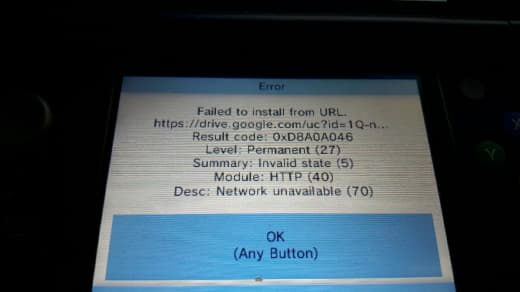 Error
Failed to install from URL.
https://drive.google.com/uc?id=1Q-n...
Result code: 0xD8A0A046
Level: Permanent (27)
Summary: Invalid state (5)
Module: HTTP (40)
Desc: Network unavailable (70)
OK
(Any Button)
Y